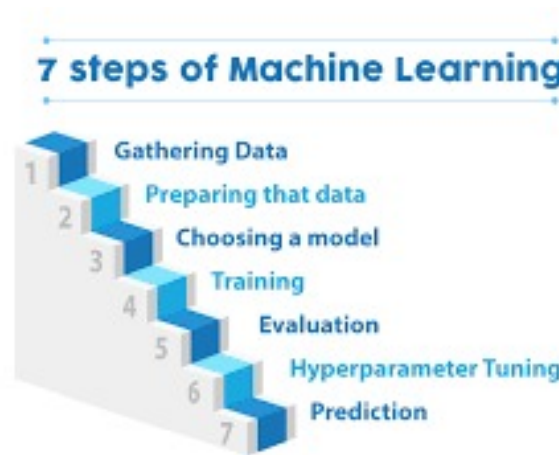 7 steps of Machine Learning
1 Gathering Data
2 Preparing that data
3 Choosing a model
4 Training
5 Evaluation
6 Hyperparameter Tuning
7 Prediction